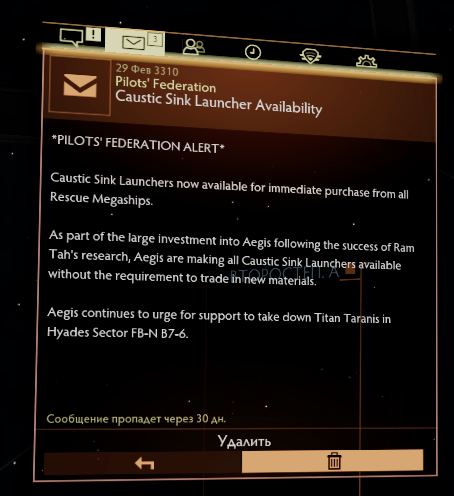 !
3
29 Фев 3310
Pilots' Federation
Caustic Sink Launcher Availability
*PILOTS' FEDERATION ALERT*
Caustic Sink Launchers now available for immediate purchase from all
Rescue Megaships.
As part of the large investment into Aegis following the success of Ram
Tah's research, Aegis are making all Caustic Sink Launchers available
without the requirement to trade in new materials.
ВТОРОСТЕП. А
Aegis continues to urge for support to take down Titan Taranis in
Hyades Sector FB-N B7-6.
Сообщение пропадет через 30 дн.
Удалить